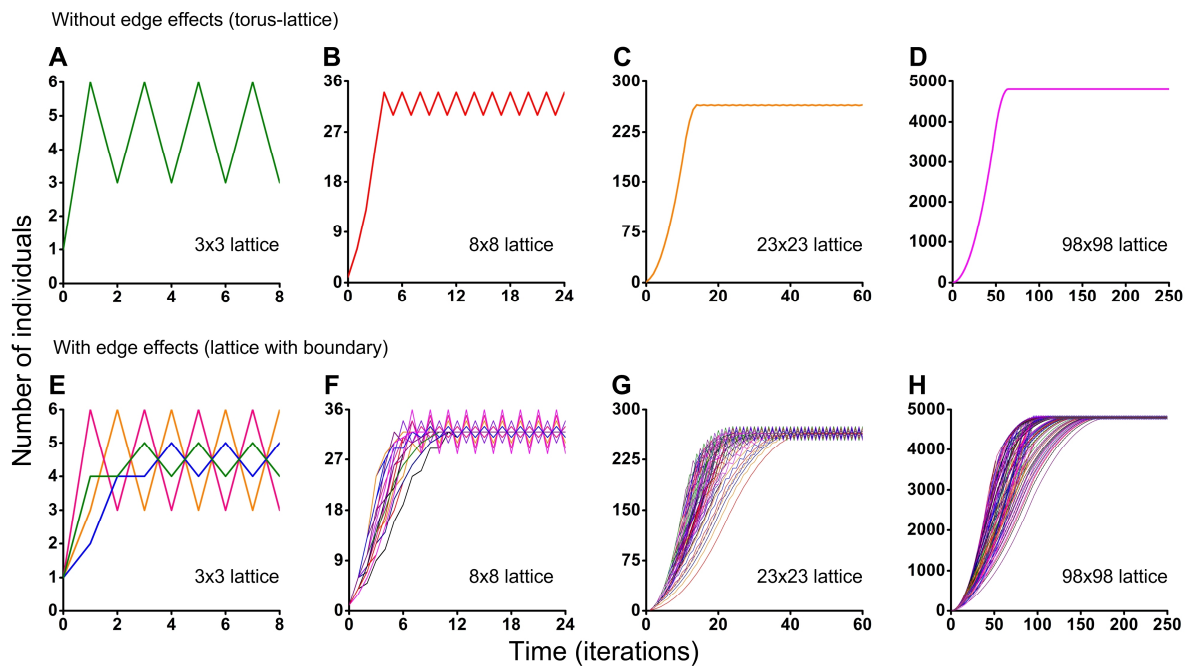 Without edge effects (torus-lattice)
A B C D
6 5 4 3 2 1 0
0 2 4 6 8
3x3 lattice
36 27 18 9 0
0 6 12 18 24
8x8 lattice
300 225 150 75 0
0 20 40 60
23x23 lattice
5000 4000 3000 2000 1000 0
0 50 100 150 200 250
98x98 lattice
Number of individuals
With edge effects (lattice with boundary)
E F G H
6 5 4 3 2 1 0
0 2 4 6 8
3x3 lattice
36 27 18 9 0
0 6 12 18 24
8x8 lattice
300 225 150 75 0
0 20 40 60
23x23 lattice
5000 4000 3000 2000 1000 0
0 50 100 150 200 250
98x98 lattice
Time (iterations)